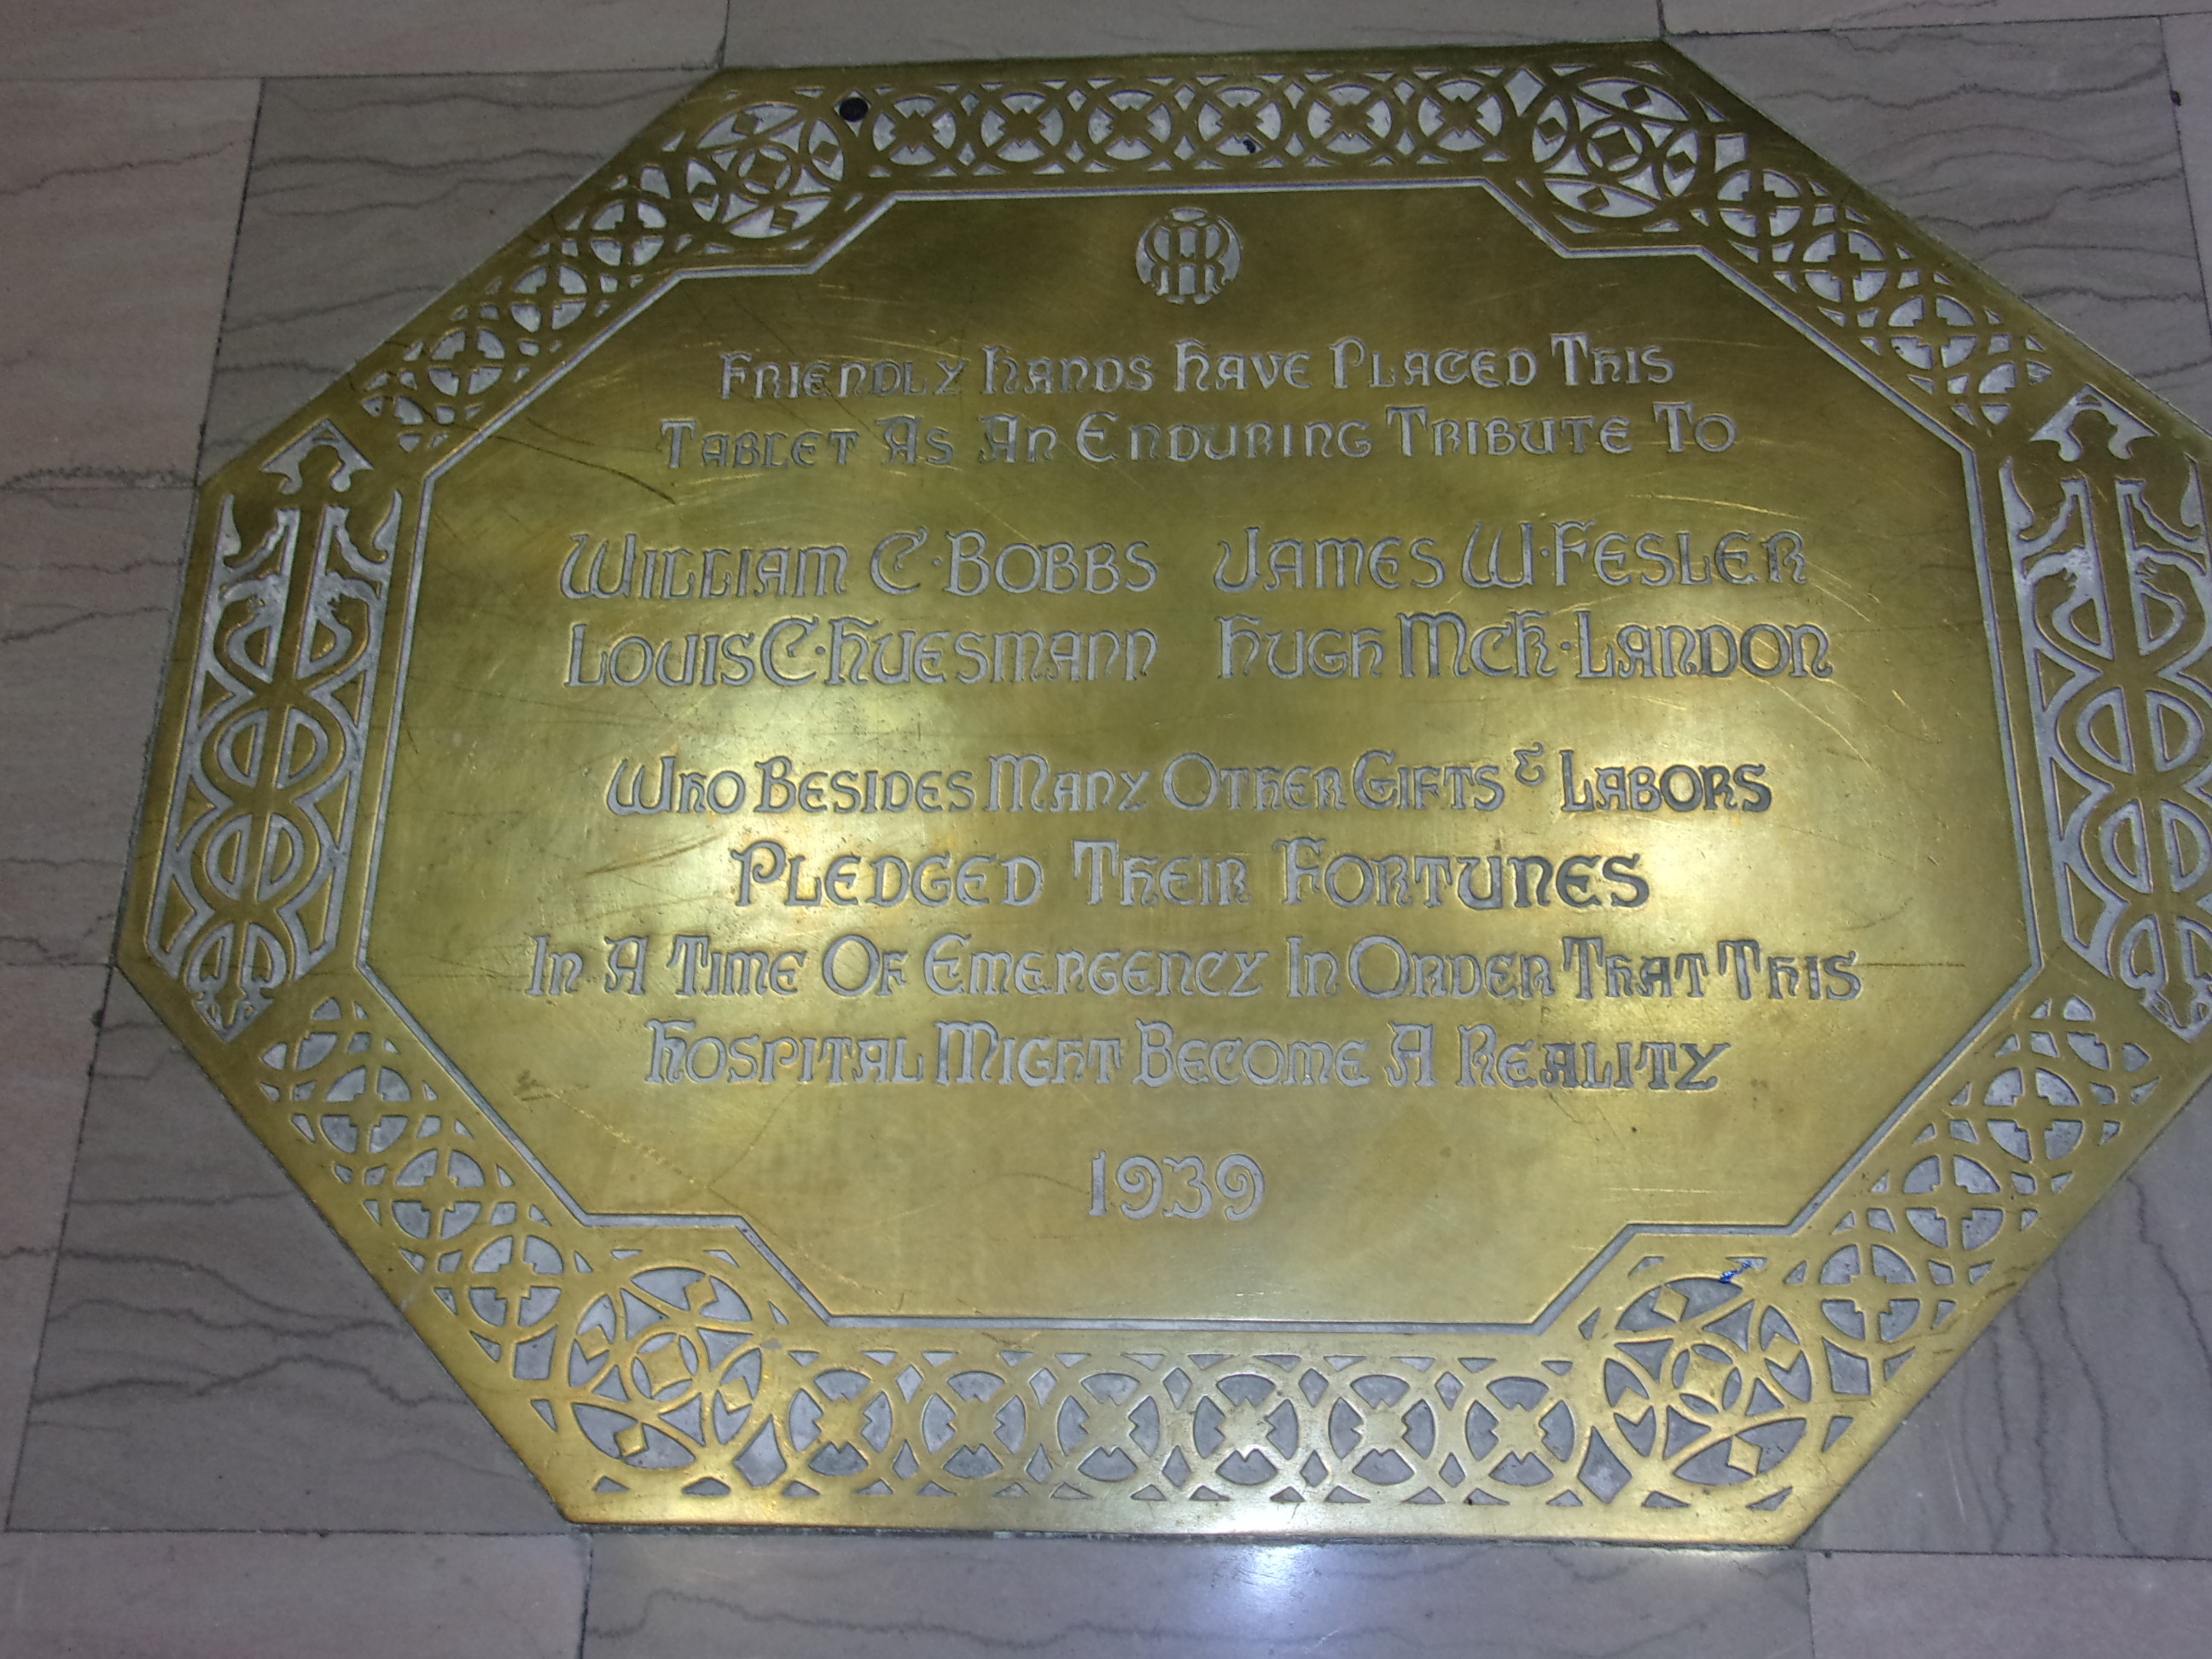 Friendly Hands Have Placed This
Tablet As An Enduring Tribute To
William C·Bobbs James W·Fesler
Louis C·Huesmann Hugh McK·Landon
Who Besides Many Other Gifts & Labors
Pledged Their Fortunes
In A Time Of Emergency In Order That This
Hospital Might Become A Reality
1939